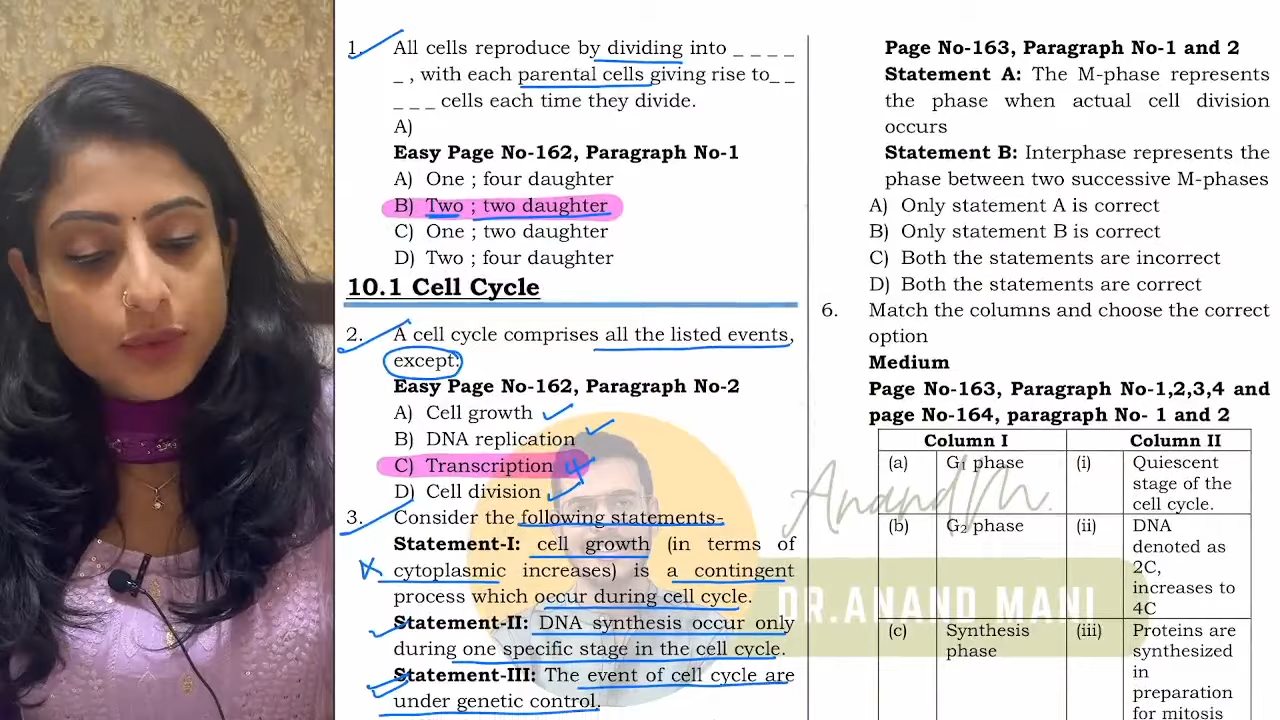 1. All cells reproduce by dividing into _ _ _ _
_ , with each parental cells giving rise to_ _
_ _ _ cells each time they divide.
A)
Easy Page No-162, Paragraph No-1
A) One ; four daughter
B) Two ; two daughter
C) One ; two daughter
D) Two ; four daughter
10.1 Cell Cycle
2. A cell cycle comprises all the listed events,
except:
Easy Page No-162, Paragraph No-2
A) Cell growth
B) DNA replication
C) Transcription
D) Cell division
3. Consider the following statements-
Statement-I: cell growth (in terms of
cytoplasmic increases) is a contingent
process which occur during cell cycle.
Statement-II: DNA synthesis occur only
during one specific stage in the cell cycle.
Statement-III: The event of cell cycle are
under genetic control.
Page No-163, Paragraph No-1 and 2
Statement A: The M-phase represents
the phase when actual cell division
occurs
Statement B: Interphase represents the
phase between two successive M-phases
A) Only statement A is correct
B) Only statement B is correct
C) Both the statements are incorrect
D) Both the statements are correct
6. Match the columns and choose the correct
option
Medium
Page No-163, Paragraph No-1,2,3,4 and
page No-164, paragraph No- 1 and 2
Column I Column II
(a) G1 phase (i) Quiescent
stage of the
cell cycle.
(b) G2 phase (ii) DNA
denoted as
2C,
increases to
4C
(c) Synthesis (iii) Proteins are
phase synthesized
in
preparation
for mitosis
Anand M.
DR.ANAND MANI